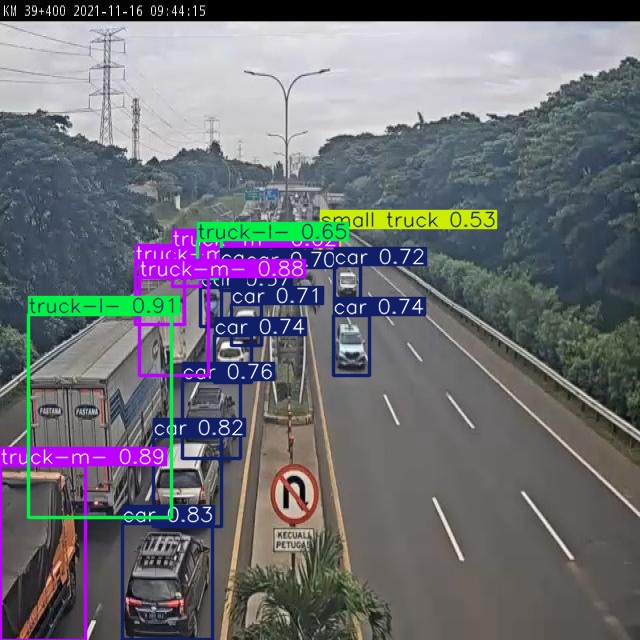 KM 39+400 2021-11-16 09:44:15
small truck 0.53
truck-l- 0.65
car 0.72
truck-m- 0.88
car 0.71
truck-l- 0.91
car 0.74
car 0.74
car 0.76
PASTANA PASTANA
car 0.82
truck-m- 0.89
car 0.83
KECUALI
PETUGAS